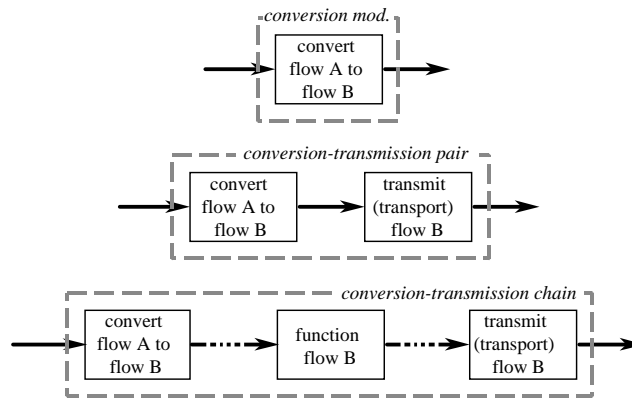 conversion mod.
convert
flow A to
flow B
conversion-transmission pair
convert
flow A to
flow B
transmit
(transport)
flow B
conversion-transmission chain
convert
flow A to
flow B
function
flow B
transmit
(transport)
flow B